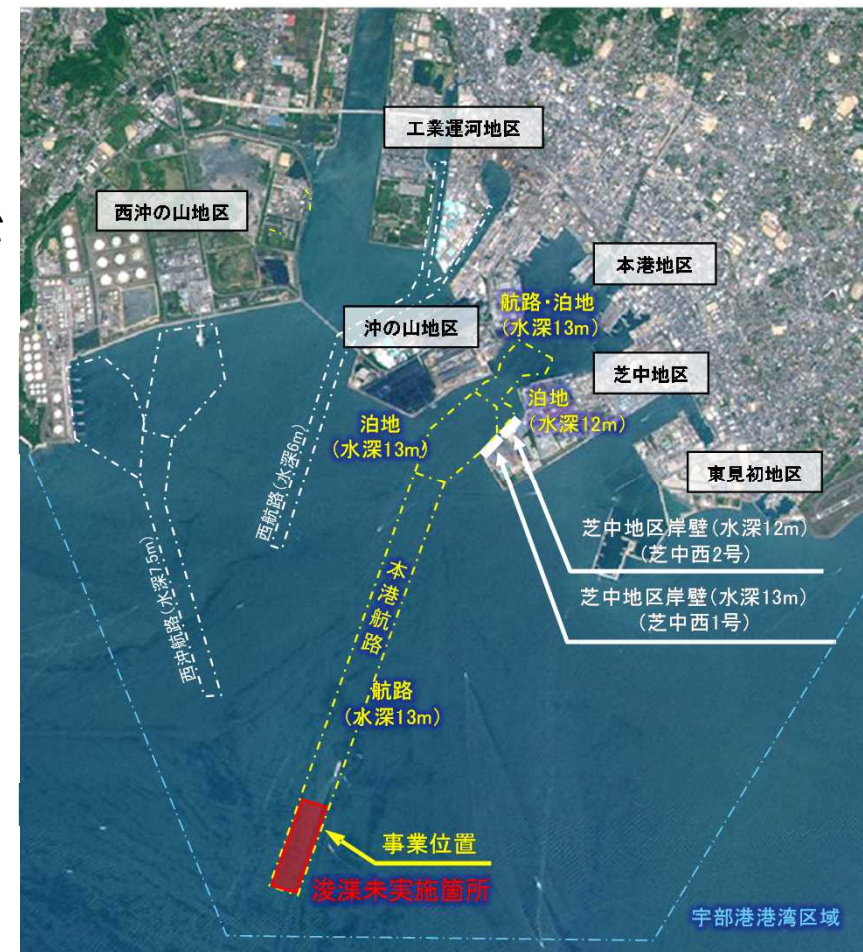 工業運河地区
西沖の山地区
本港地区
航路・泊地
(水深13m)
沖の山地区
芝中地区
泊地
(水深12m)
泊地
(水深13m)
東見初地区
西航路(水深6m)
芝中地区岸壁(水深12m)
(芝中西2号)
芝中地区岸壁(水深13m)
(芝中西1号)
本港航路
西沖航路(水深7.5m)
航路
(水深13m)
事業位置
浚渫未実施箇所
宇部港港湾区域